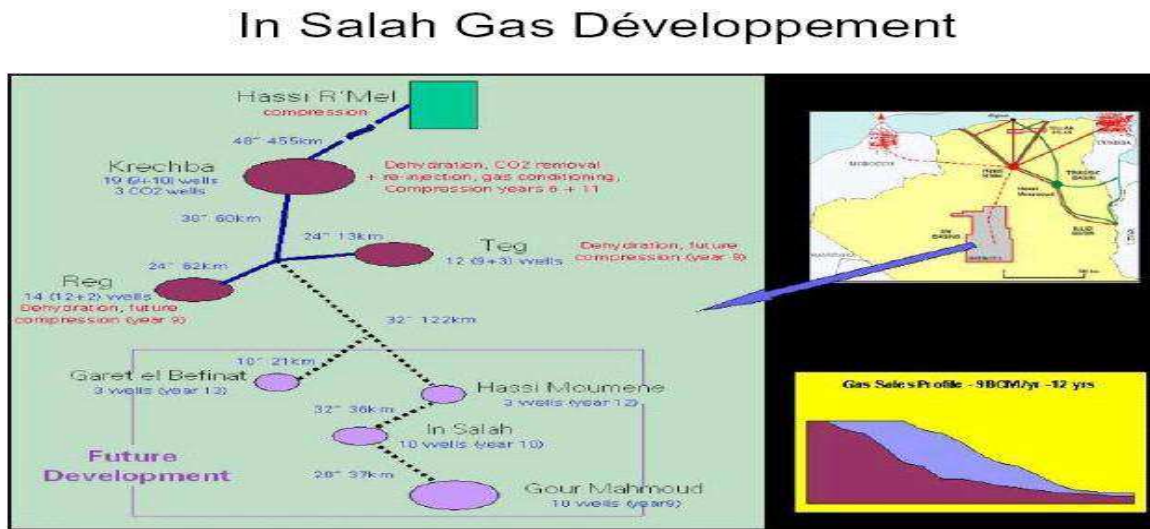 In Salah Gas Développement
Hassi R'Mel
compression
48" 455km
Krechba
19 (9+10) wells
3 CO2 wells
Dehydration, CO2 removal
+ re-injection, gas conditioning,
Compression years 6 + 11
38" 60km
24" 13km
Teg
12 (9+3) wells
Dehydration, future
compression (year 9)
24" 62km
Reg
14 (12+2) wells
Dehydration, future
compression (year 9)
32" 122km
10" 21km
Garet el Befinat
3 wells (year 13)
Hassi Moumene
3 wells (year 12)
32" 36km
In Salah
10 wells (year 10)
Future
Development
28" 37km
Gour Mahmoud
10 wells (year9)
MOROCCO
Gas Sales Profile - 9BCM/yr -12 yrs